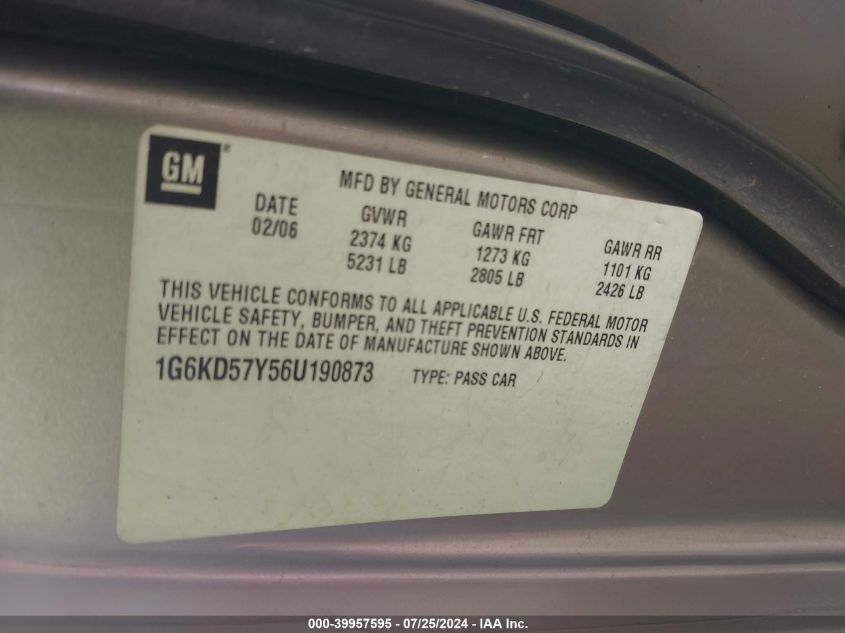 GM®
MFD BY GENERAL MOTORS CORP
DATE GVWR GAWR FRT GAWR RR
02/06 2374 KG 1273 KG 1101 KG
5231 LB 2805 LB 2426 LB
THIS VEHICLE CONFORMS TO ALL APPLICABLE U.S. FEDERAL MOTOR
VEHICLE SAFETY, BUMPER, AND THEFT PREVENTION STANDARDS IN
EFFECT ON THE DATE OF MANUFACTURE SHOWN ABOVE.
1G6KD57Y56U190873 TYPE: PASS CAR
000-39957595 - 07/25/2024 - IAA Inc.